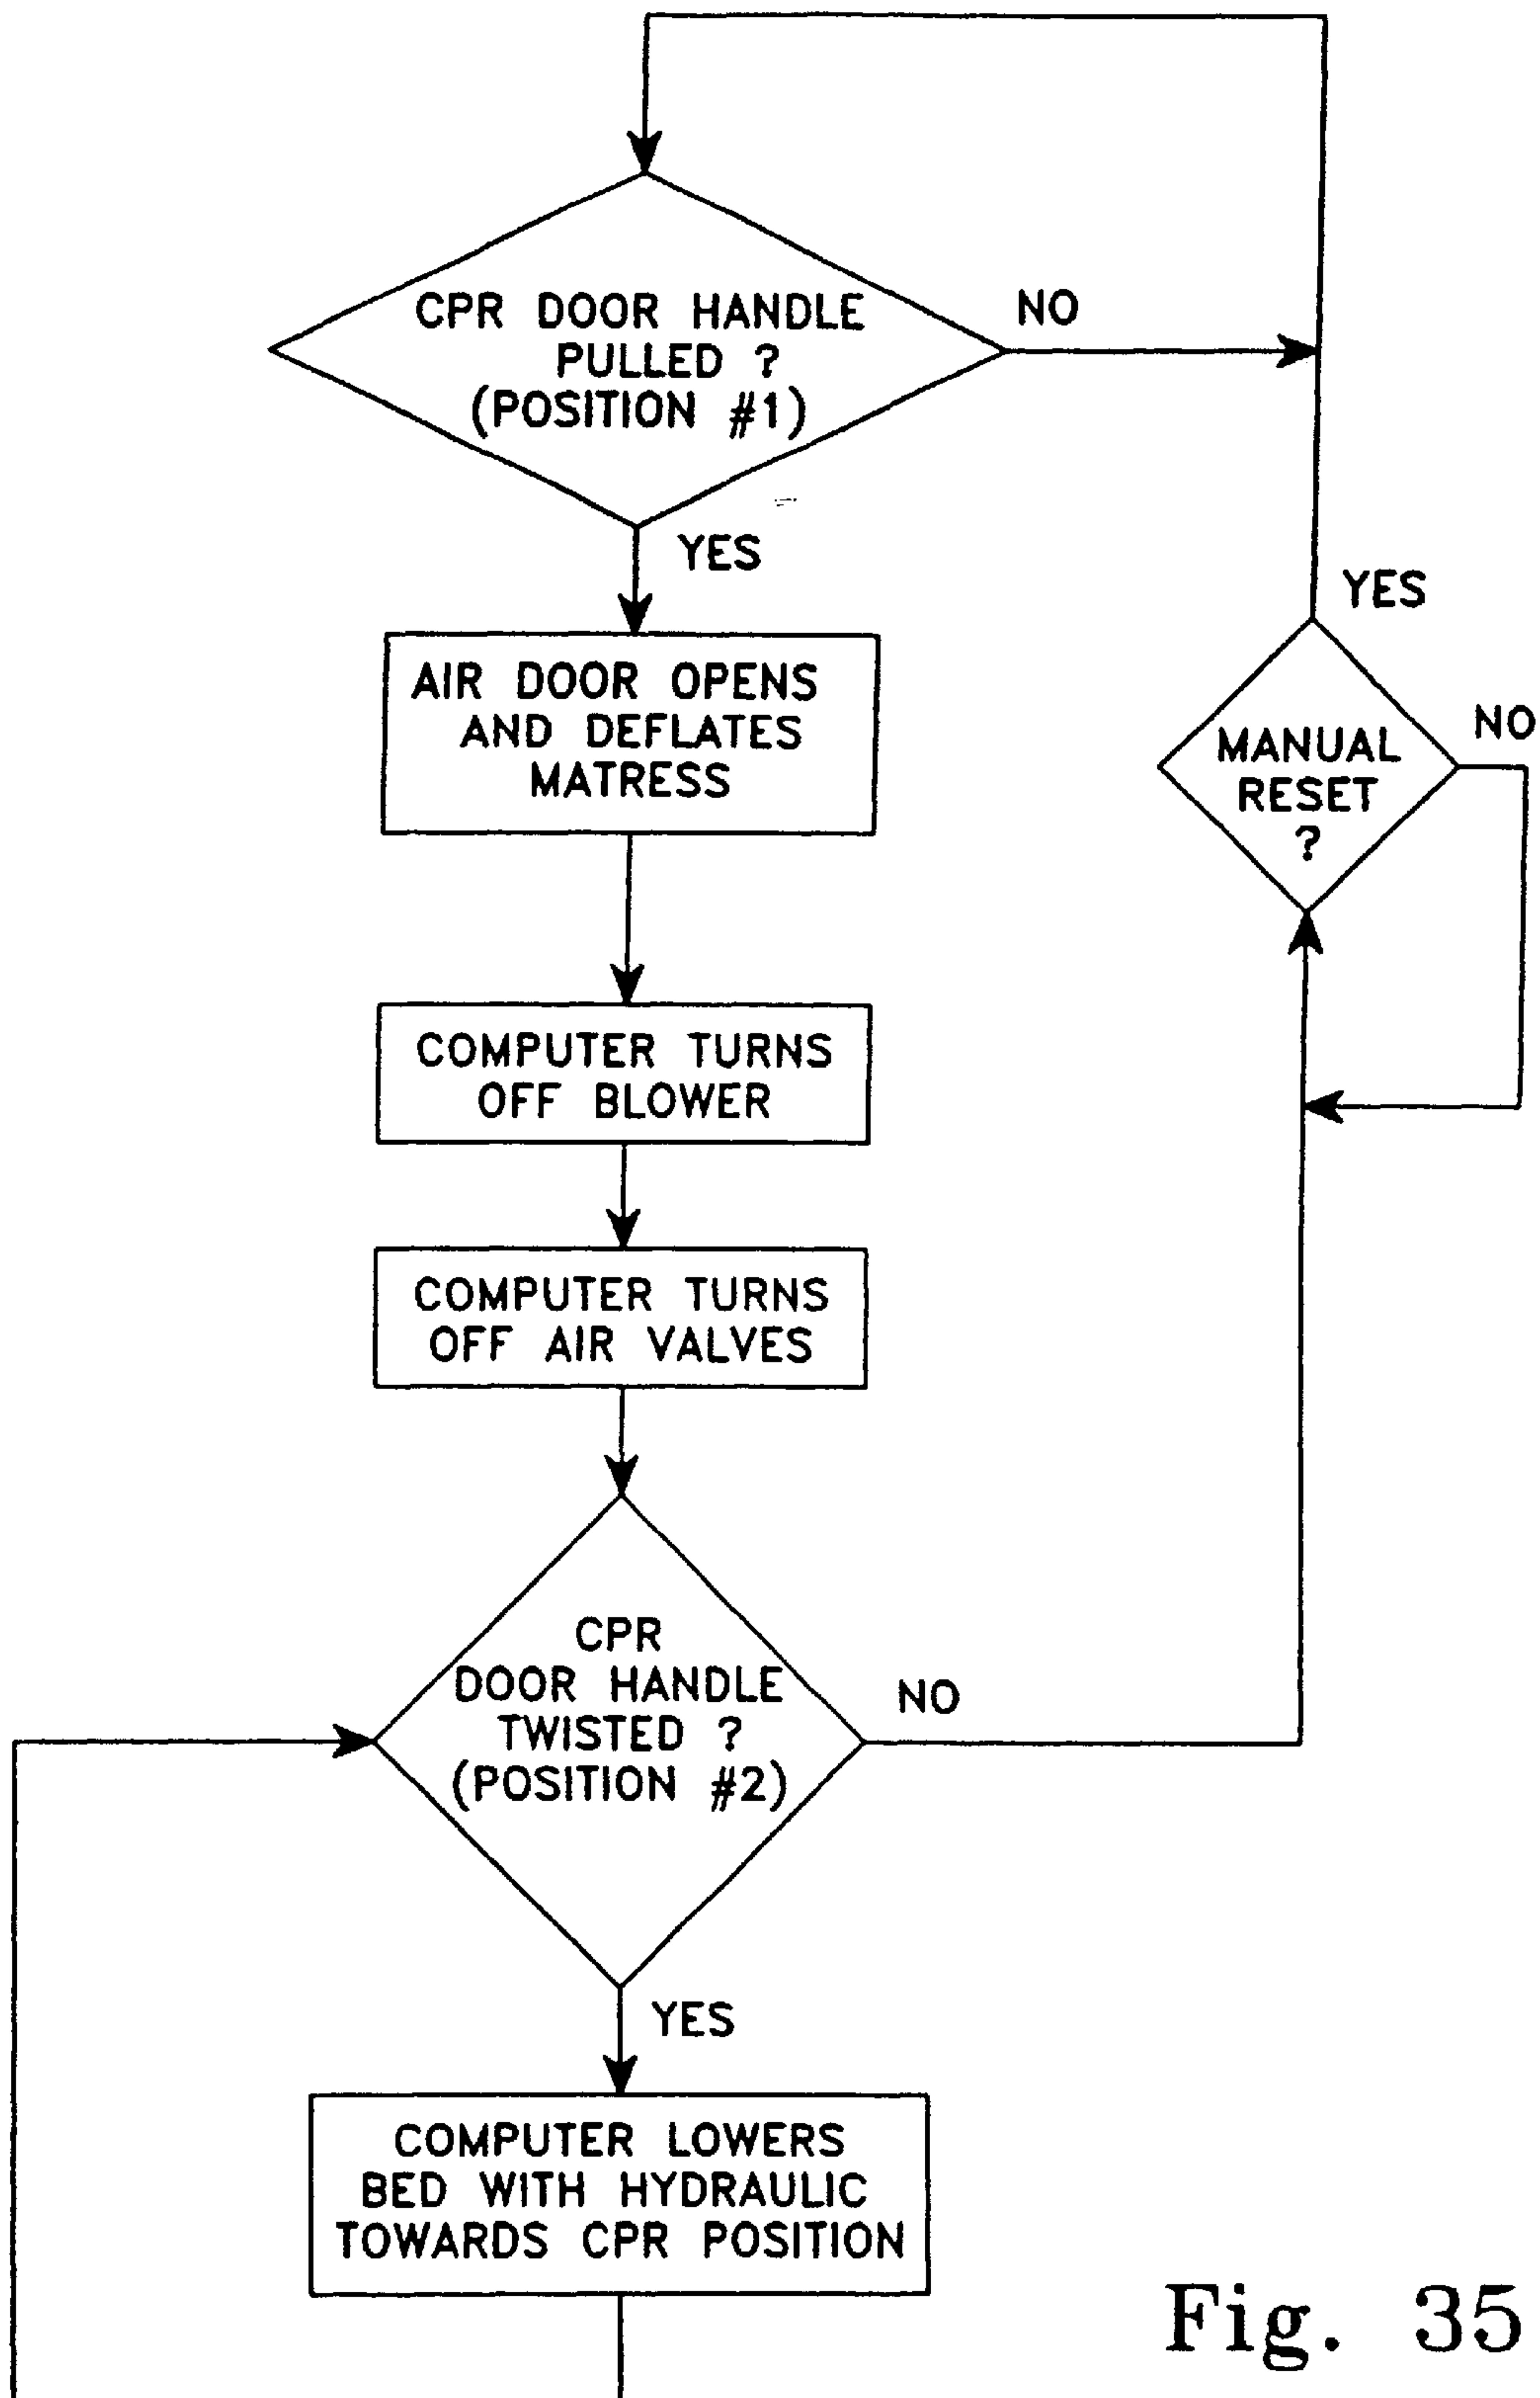 CPR DOOR HANDLE
PULLED ?
(POSITION #1)
NO
YES
AIR DOOR OPENS
AND DEFLATES
MATRESS
YES
MANUAL
RESET
?
NO
COMPUTER TURNS
OFF BLOWER
COMPUTER TURNS
OFF AIR VALVES
CPR
DOOR HANDLE
TWISTED ?
(POSITION #2)
NO
YES
COMPUTER LOWERS
BED WITH HYDRAULIC
TOWARDS CPR POSITION
Fig. 35